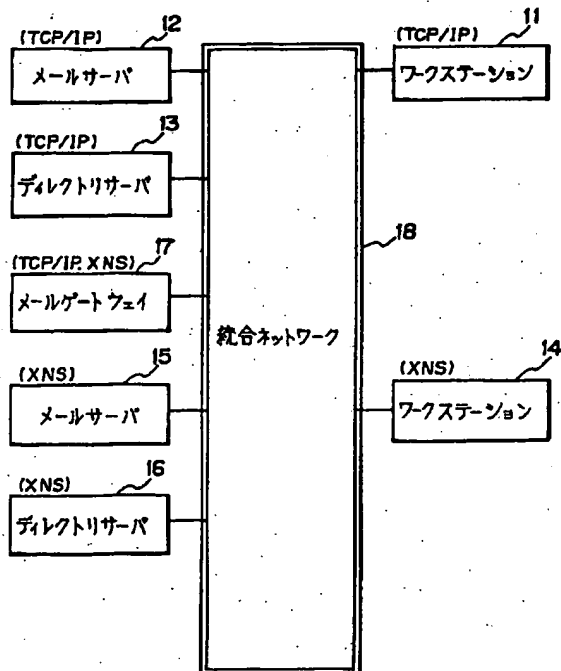 (TCP/IP)
12
メールサーバ
(TCP/IP)
11
ワークステーション
(TCP/IP)
13
ディレクトリサーバ
18
(TCP/IP, XNS)
17
メールゲートウェイ
統合ネットワーク
(XNS)
15
メールサーバ
(XNS)
14
ワークステーション
(XNS)
16
ディレクトリサーバ